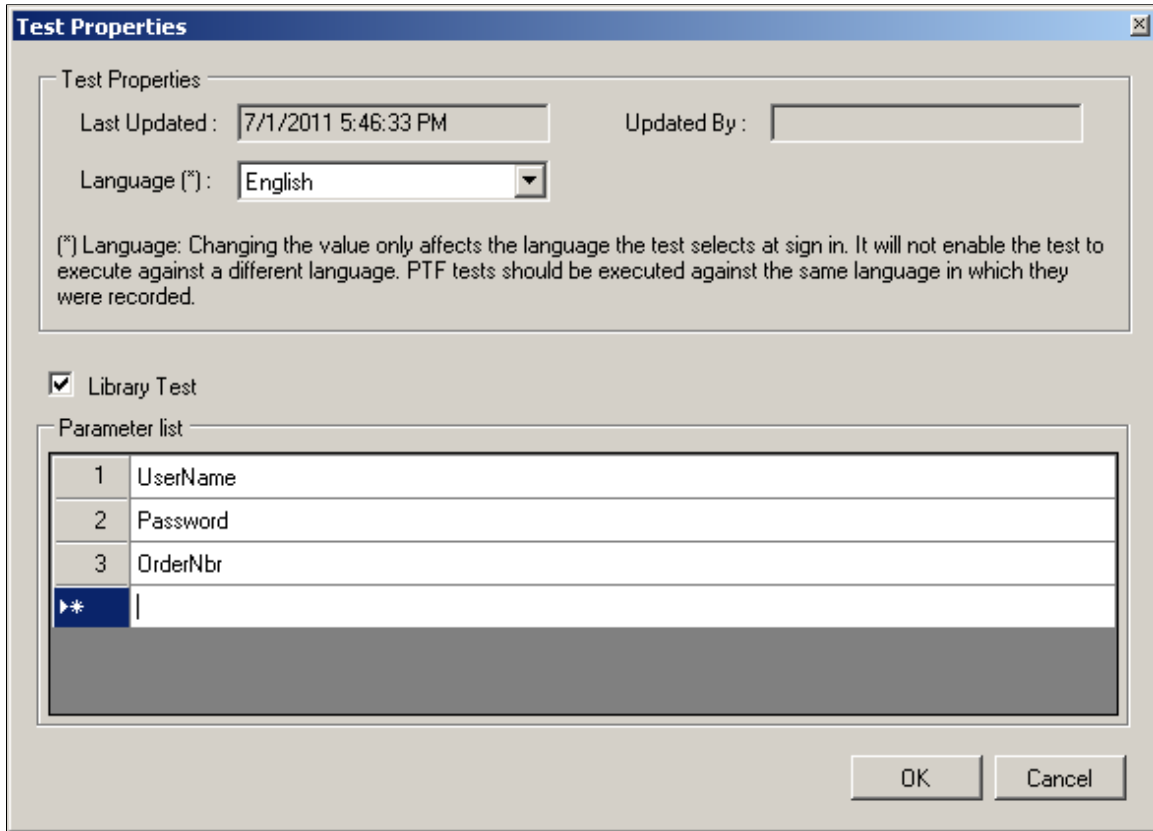 Test Properties
Test Properties
Last Updated : 7/1/2011 5:46:33 PM Updated By :
Language (*) : English
(*) Language: Changing the value only affects the language the test selects at sign in. It will not enable the test to
execute against a different language. PTF tests should be executed against the same language in which they
were recorded.
Library Test
Parameter list
1 UserName
2 Password
3 OrderNbr
OK Cancel